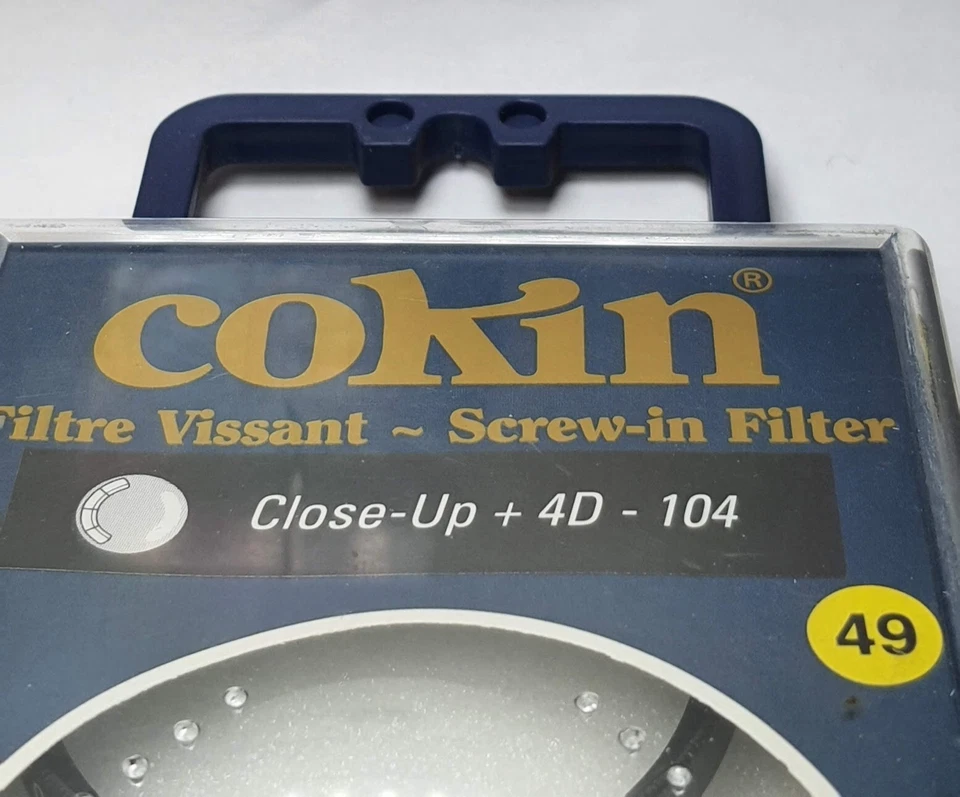 cokin®
Filtre Vissant ~ Screw-in Filter
Close-Up + 4D - 104
49